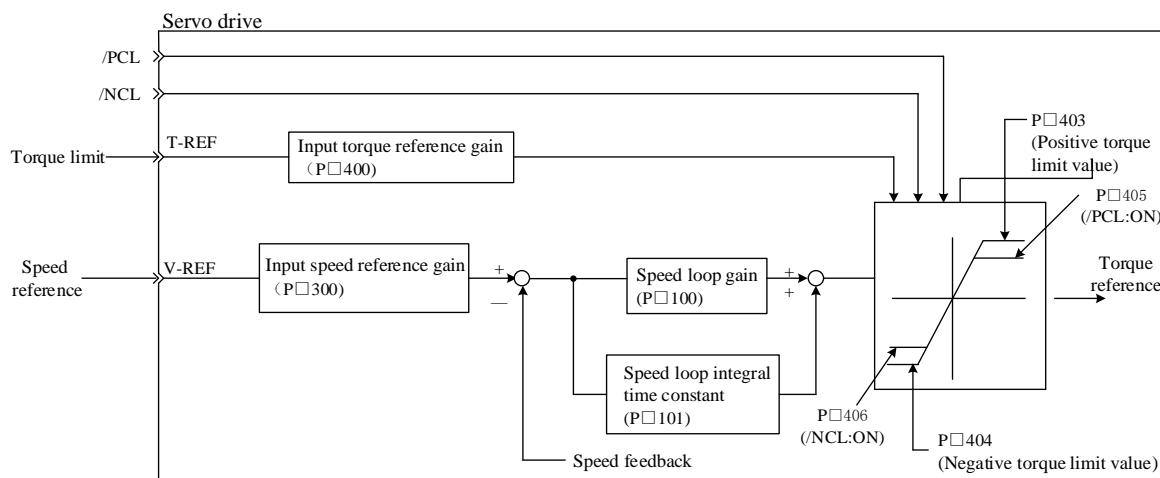 Servo drive
/PCL
/NCL
P□403
(Positive torque
limit value)
T-REF
Torque limit
Input torque reference gain
（P□400）
P□405
(/PCL:ON)
V-REF
Speed
reference
Input speed reference gain
（P□300）
+
—
Speed loop gain
(P□100)
+
+
Torque
reference
Speed loop integral
time constant
(P□101)
P□406
(/NCL:ON)
P□404
(Negative torque limit value)
Speed feedback